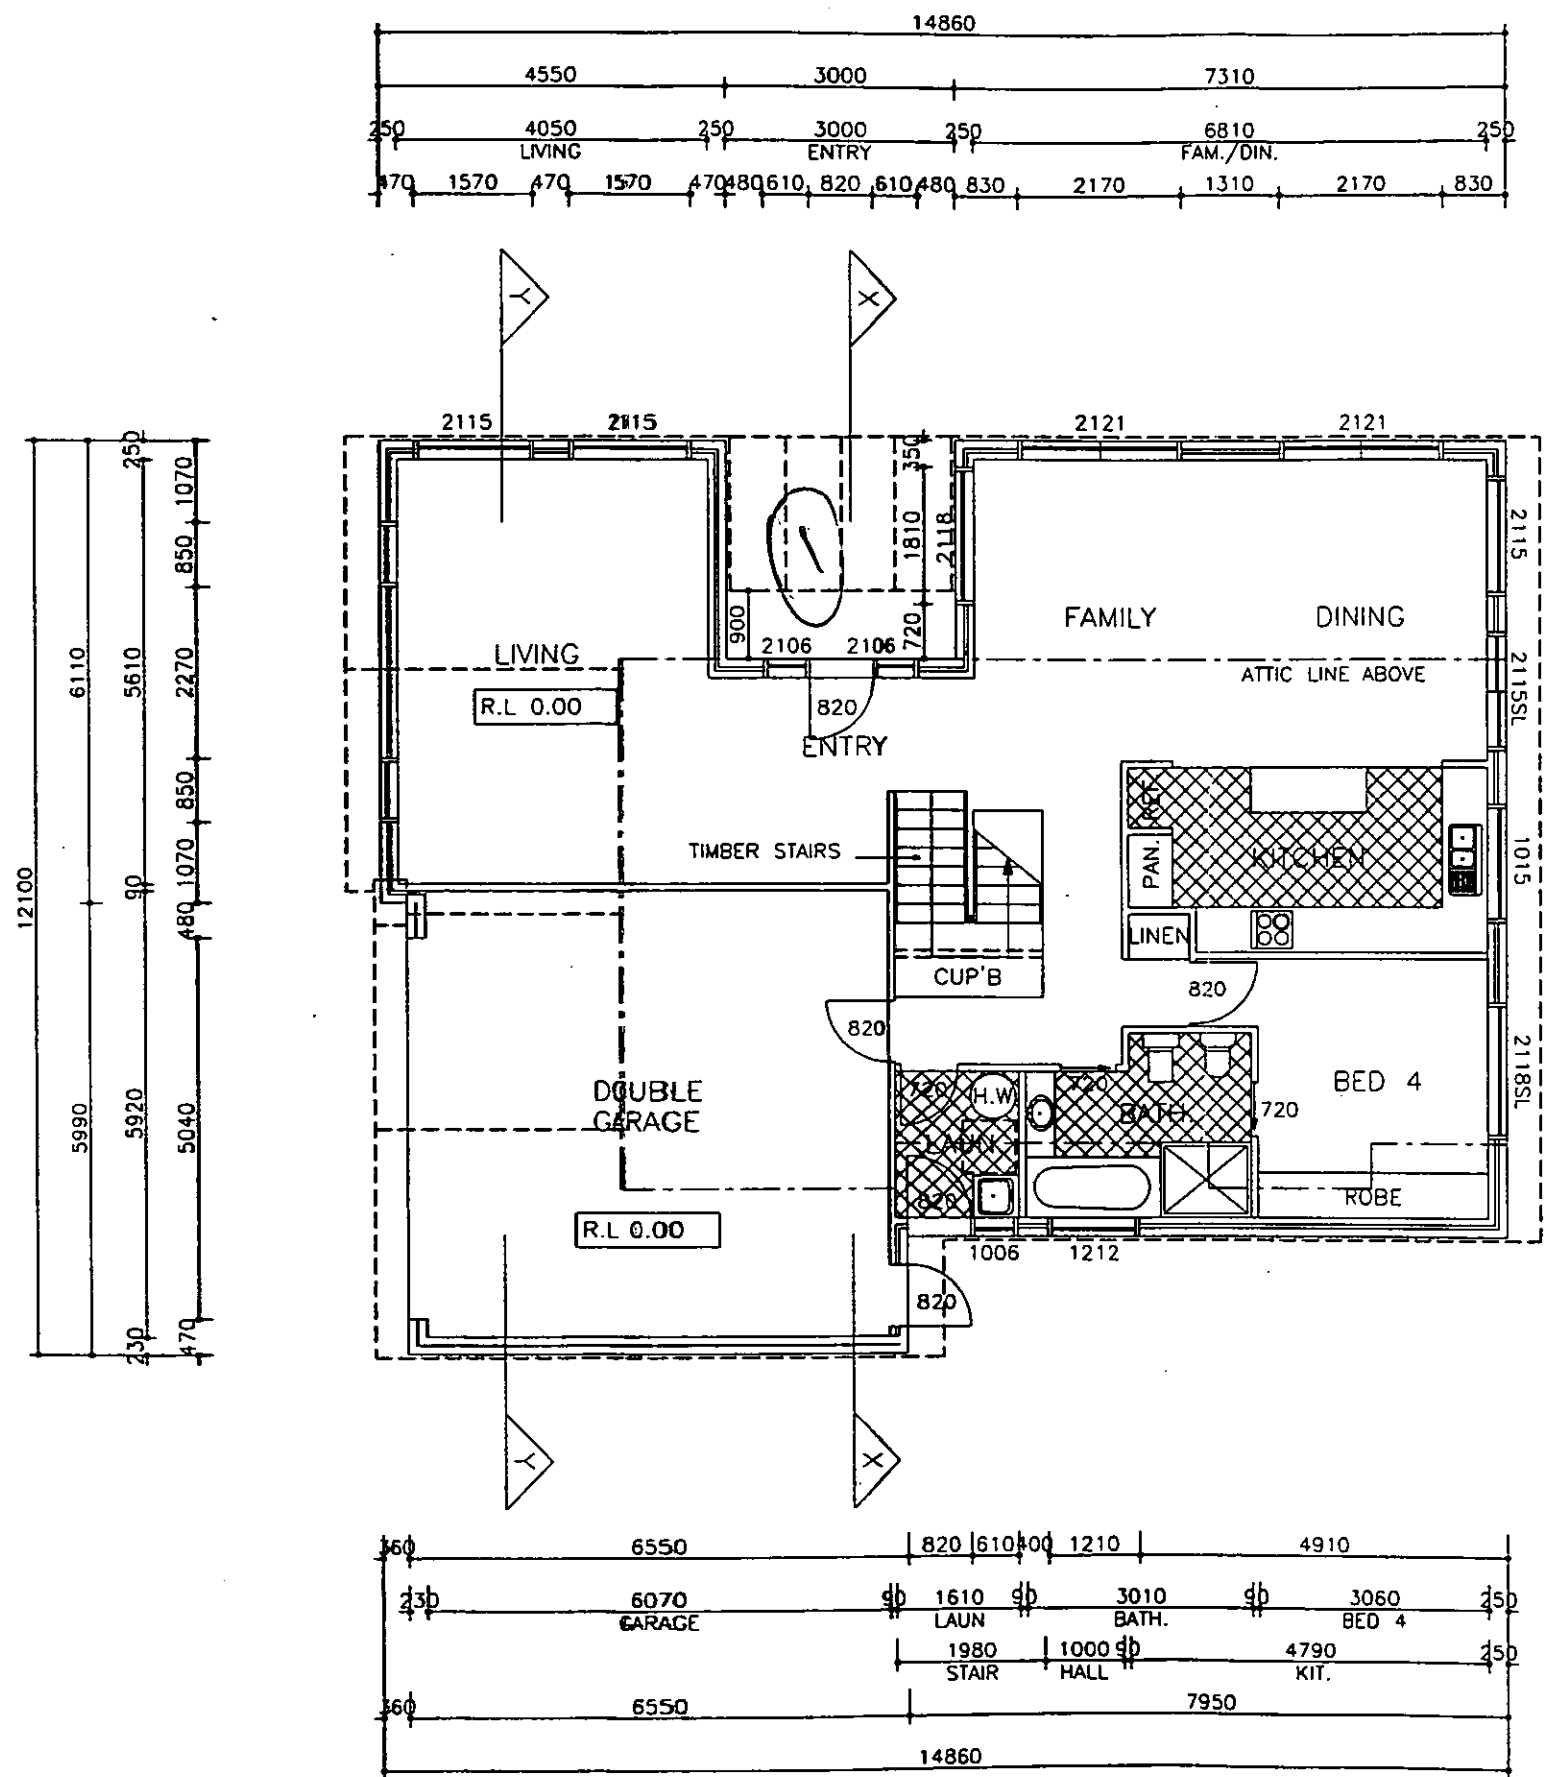 14860
4550 3000 7310
250 4050 250 3000 250 6810 250
LIVING ENTRY FAM./DIN.
470 1570 470 1570 470 480 610 820 610 480 830 2170 1310 2170 830
Y X
2115 2115 2121 2121
250
1070
850
2270
850
1070
480
5040
470
5610
90
5920
230
6110
5990
12100
350
1810
2118
900
720
2106 2106
820
ENTRY
LIVING
R.L 0.00
FAMILY DINING
ATTIC LINE ABOVE
2115
2115SL
1015
2118SL
TIMBER STAIRS
REF.
PAN.
KITCHEN
LINEN
CUP'B
820
820
DOUBLE
GARAGE
R.L 0.00
720
H.W
LAUN
820
720
BATH
720
BED 4
ROBE
1006 1212
820
Y X
360 6550 820 610 400 1210 4910
230 6070 90 1610 90 3010 90 3060 250
GARAGE LAUN BATH. BED 4
1980 1000 90 4790 250
STAIR HALL KIT.
360 6550 7950
14860